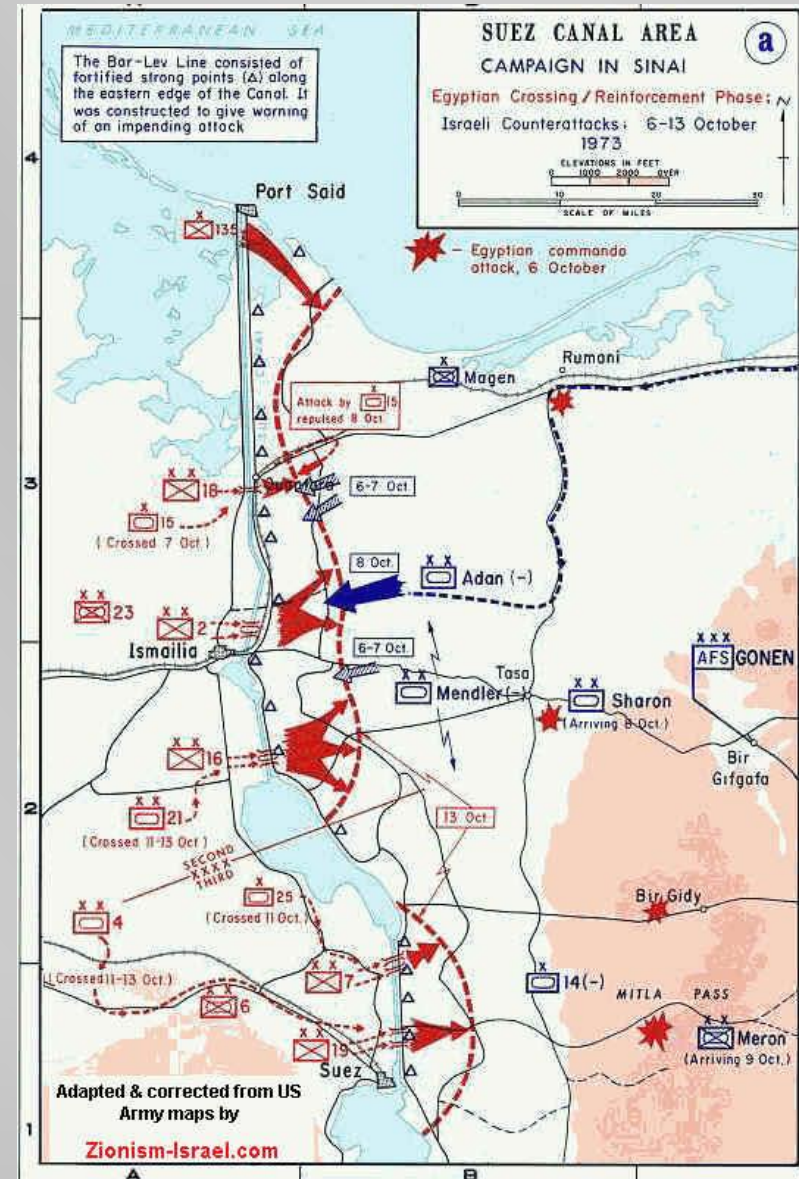 MEDITERRANEAN SEA
The Bar-Lev Line consisted of
fortified strong points (△) along
the eastern edge of the Canal. It
was constructed to give warning
of an impending attack
SUEZ CANAL AREA
a
CAMPAIGN IN SINAI
Egyptian Crossing/Reinforcement Phase;
N
Israeli Counterattacks: 6-13 October
1973
ELEVATIONS IN FEET
0 1000 2000 OVER
0 10 20 30
SCALE OF MILES
4
Port Said
X
135
- Egyptian commando
attack, 6 October
Rumani
X
Magen
Attack by X 15
repulsed 8 Oct.
3
X X
18
6-7 Oct.
X
15
(Crossed 7 Oct.)
8 Oct.
X X
Adan (-)
X X
23
X X
2
Ismailia
6-7 Oct.
X X X
AFS GONEN
X X
Mendler (-)
Tasa
X X
Sharon
(Arriving 8 Oct.)
Bir
Gifgafa
X X
16
2
X X
21
(Crossed 11-13 Oct.)
13 Oct.
SECOND
XXXX
THIRD
X
25
(Crossed 11 Oct.)
Bir Gidy
X X
4
(Crossed 11-13 Oct.)
X X
7
X
14(-)
MITLA PASS
X X
6
X X
19
X X
Meron
(Arriving 9 Oct.)
Suez
Adapted & corrected from US
Army maps by
Zionism-Israel.com
1
A
B